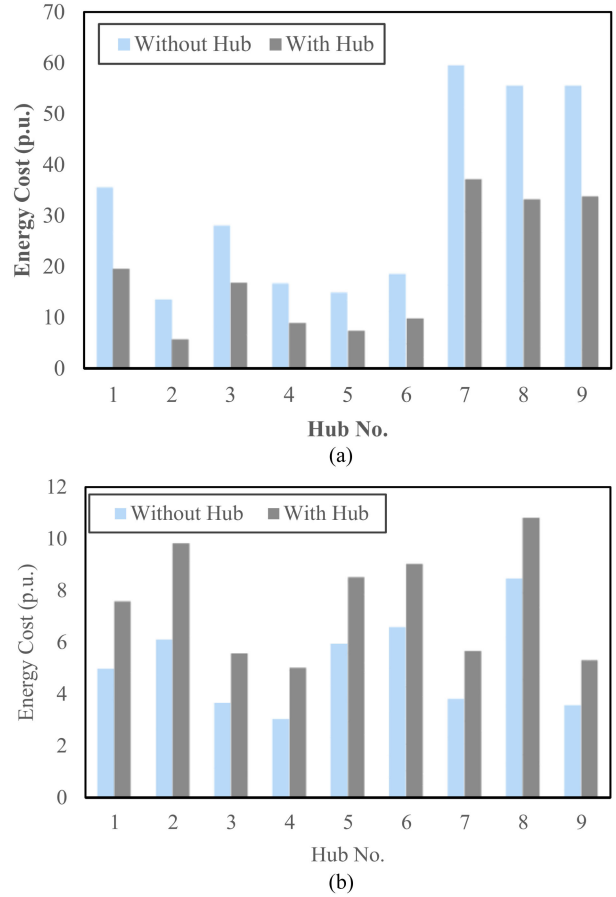 70
60
50
40
30
20
10
0
Energy Cost (p.u.)
Without Hub With Hub
1 2 3 4 5 6 7 8 9
Hub No.
(a)
12
10
8
6
4
2
0
Energy Cost (p.u.)
Without Hub With Hub
1 2 3 4 5 6 7 8 9
Hub No.
(b)